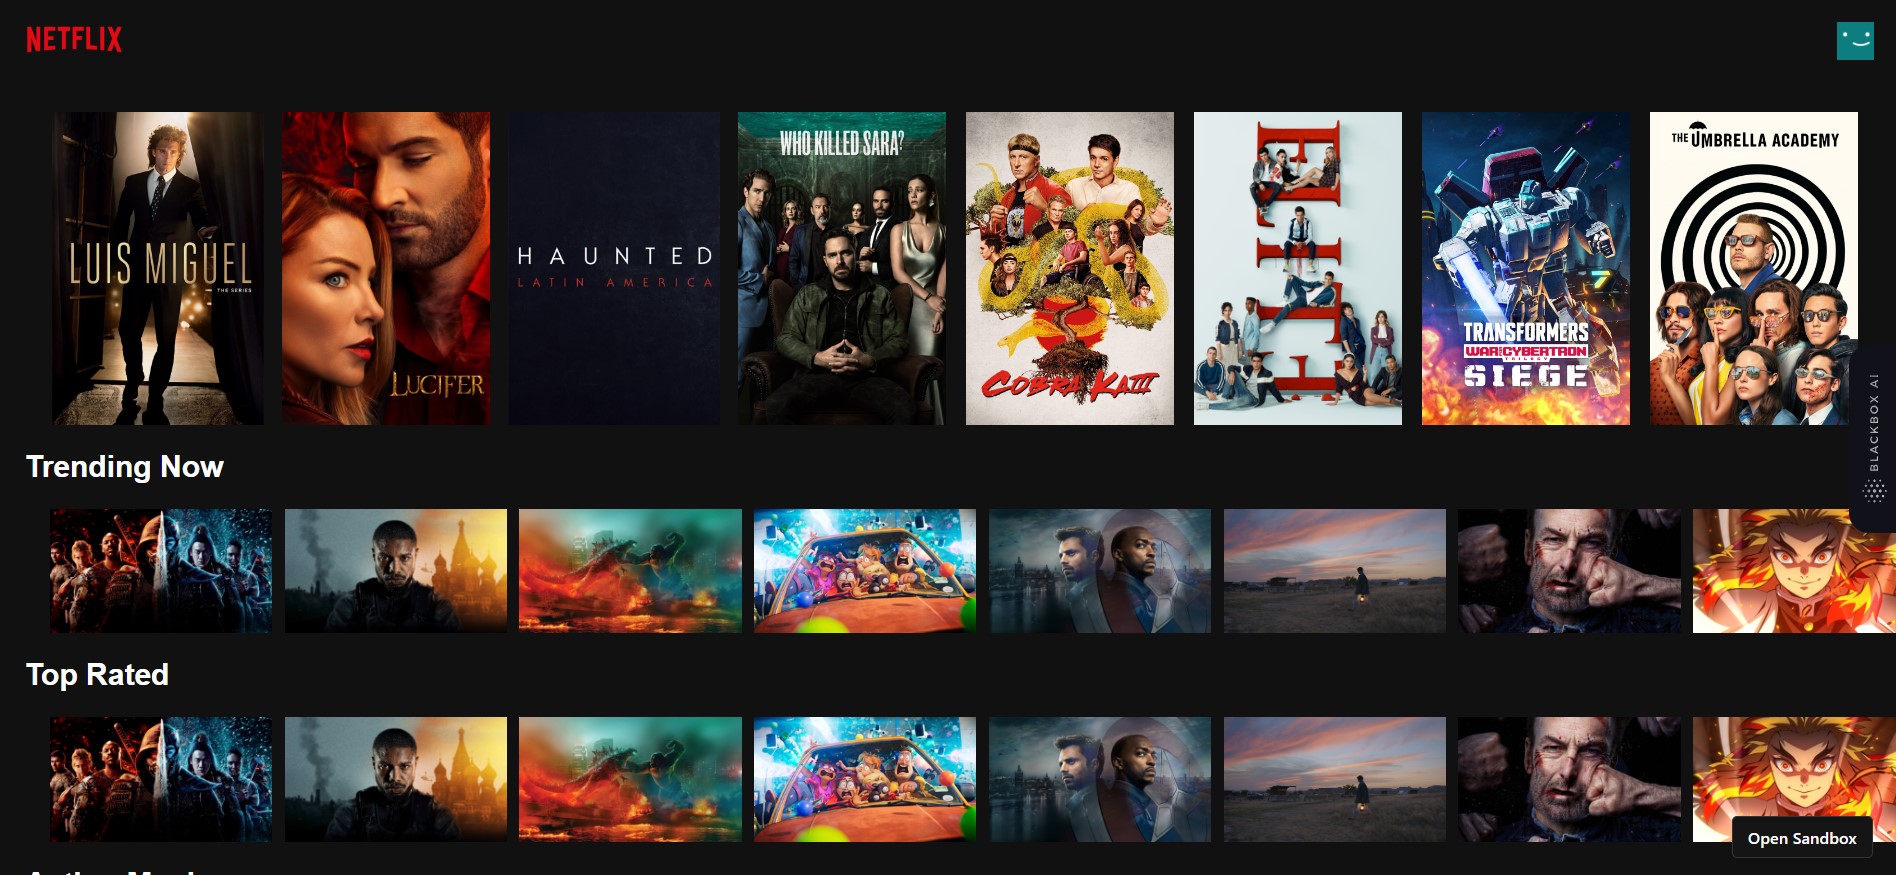 NETFLIX
LUIS MIGUEL
THE SERIES
LUCIFER
HAUNTED
LATIN AMERICA
WHO KILLED SARA?
COBRA KAI III
ELITE
TRANSFORMERS
WAR FOR CYBERTRON
TRILOGY
SIEGE
THE UMBRELLA ACADEMY
BLACKBOX AI
Trending Now
Top Rated
Open Sandbox